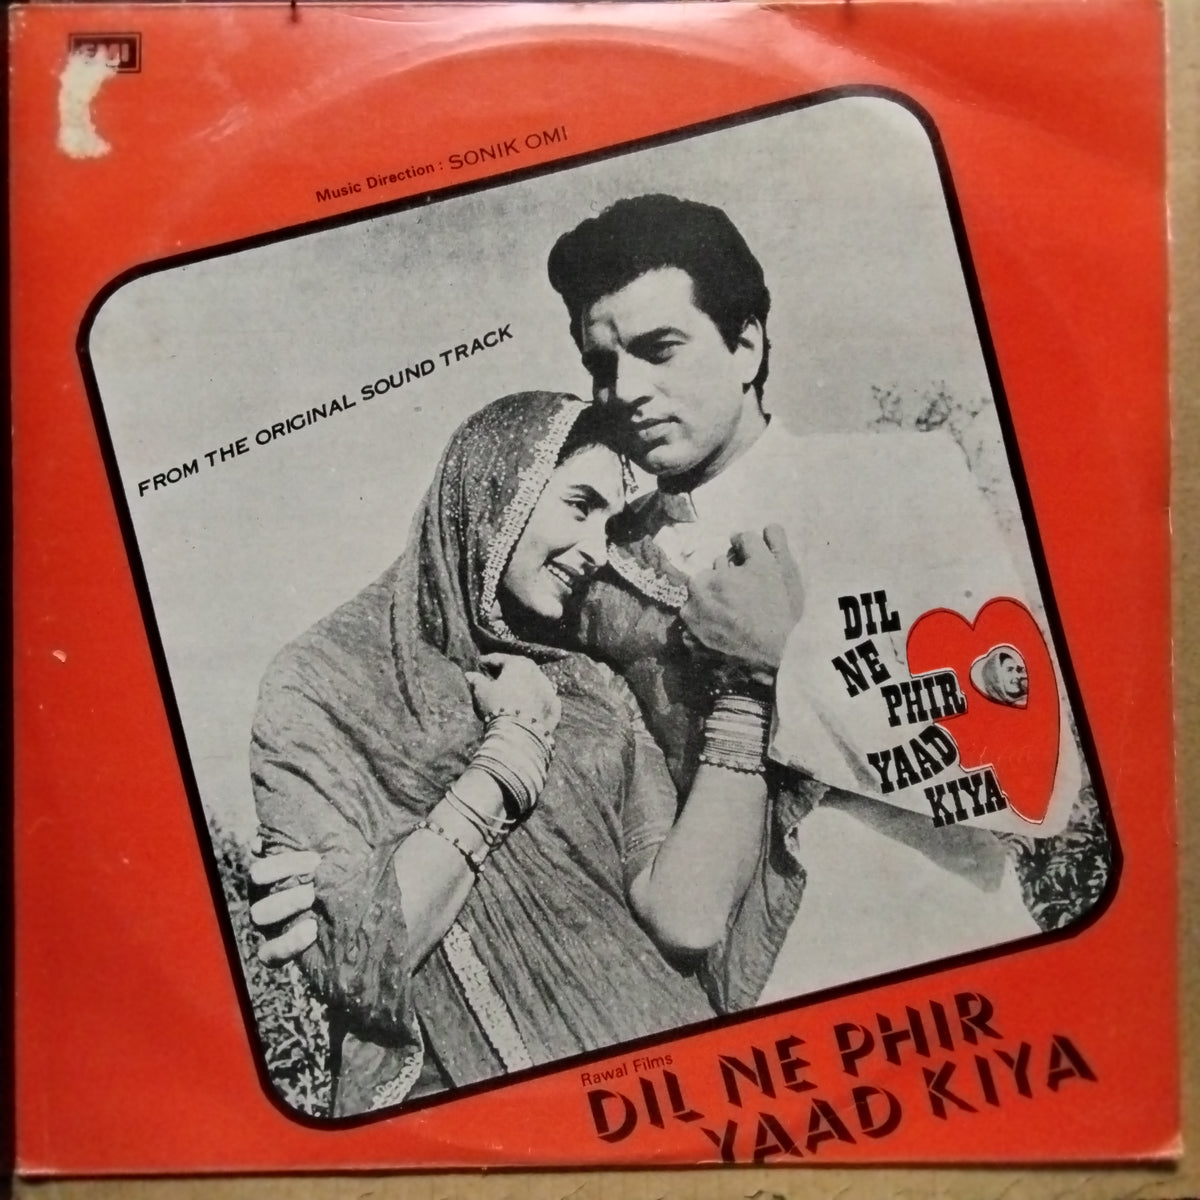 EMI
Music Direction : SONIK OMI
FROM THE ORIGINAL SOUND TRACK
DIL
NE
PHIR
YAAD
KIYA
Rawal Films
DIL NE PHIR
YAAD KIYA